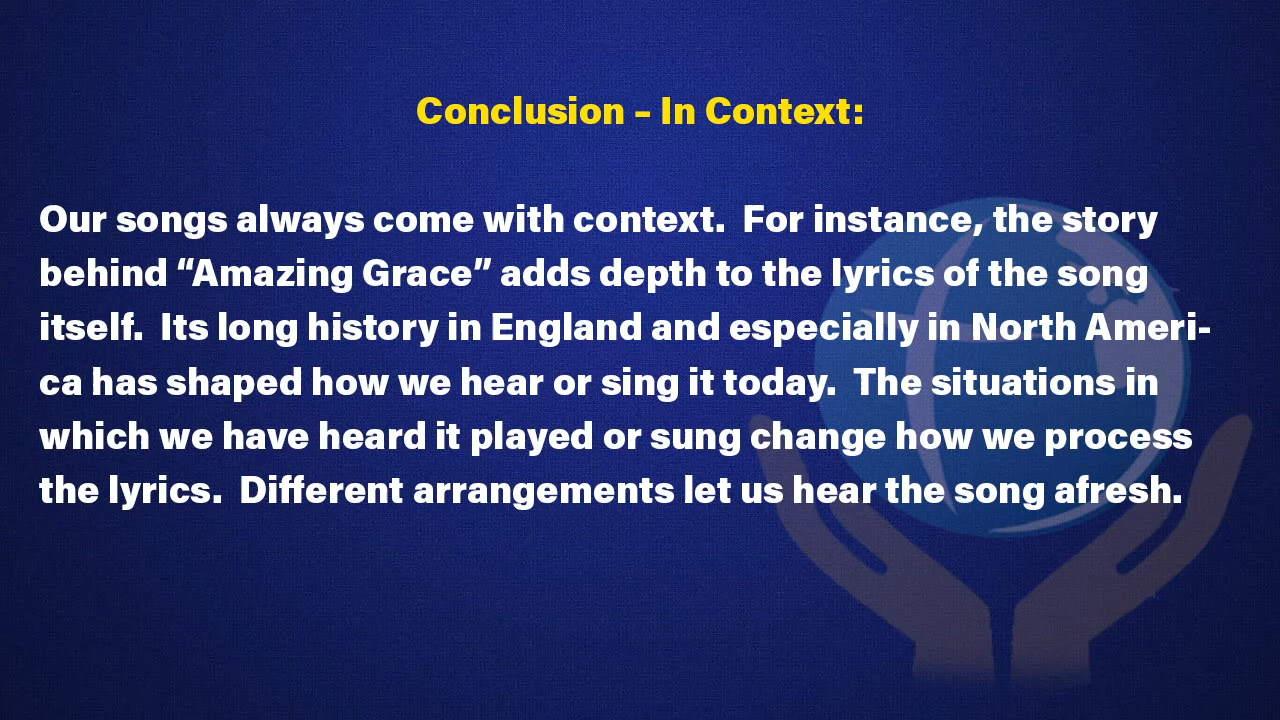 Conclusion – In Context:
Our songs always come with context.  For instance, the story
behind “Amazing Grace” adds depth to the lyrics of the song
itself.  Its long history in England and especially in North Ameri-
ca has shaped how we hear or sing it today.  The situations in
which we have heard it played or sung change how we process
the lyrics.  Different arrangements let us hear the song afresh.